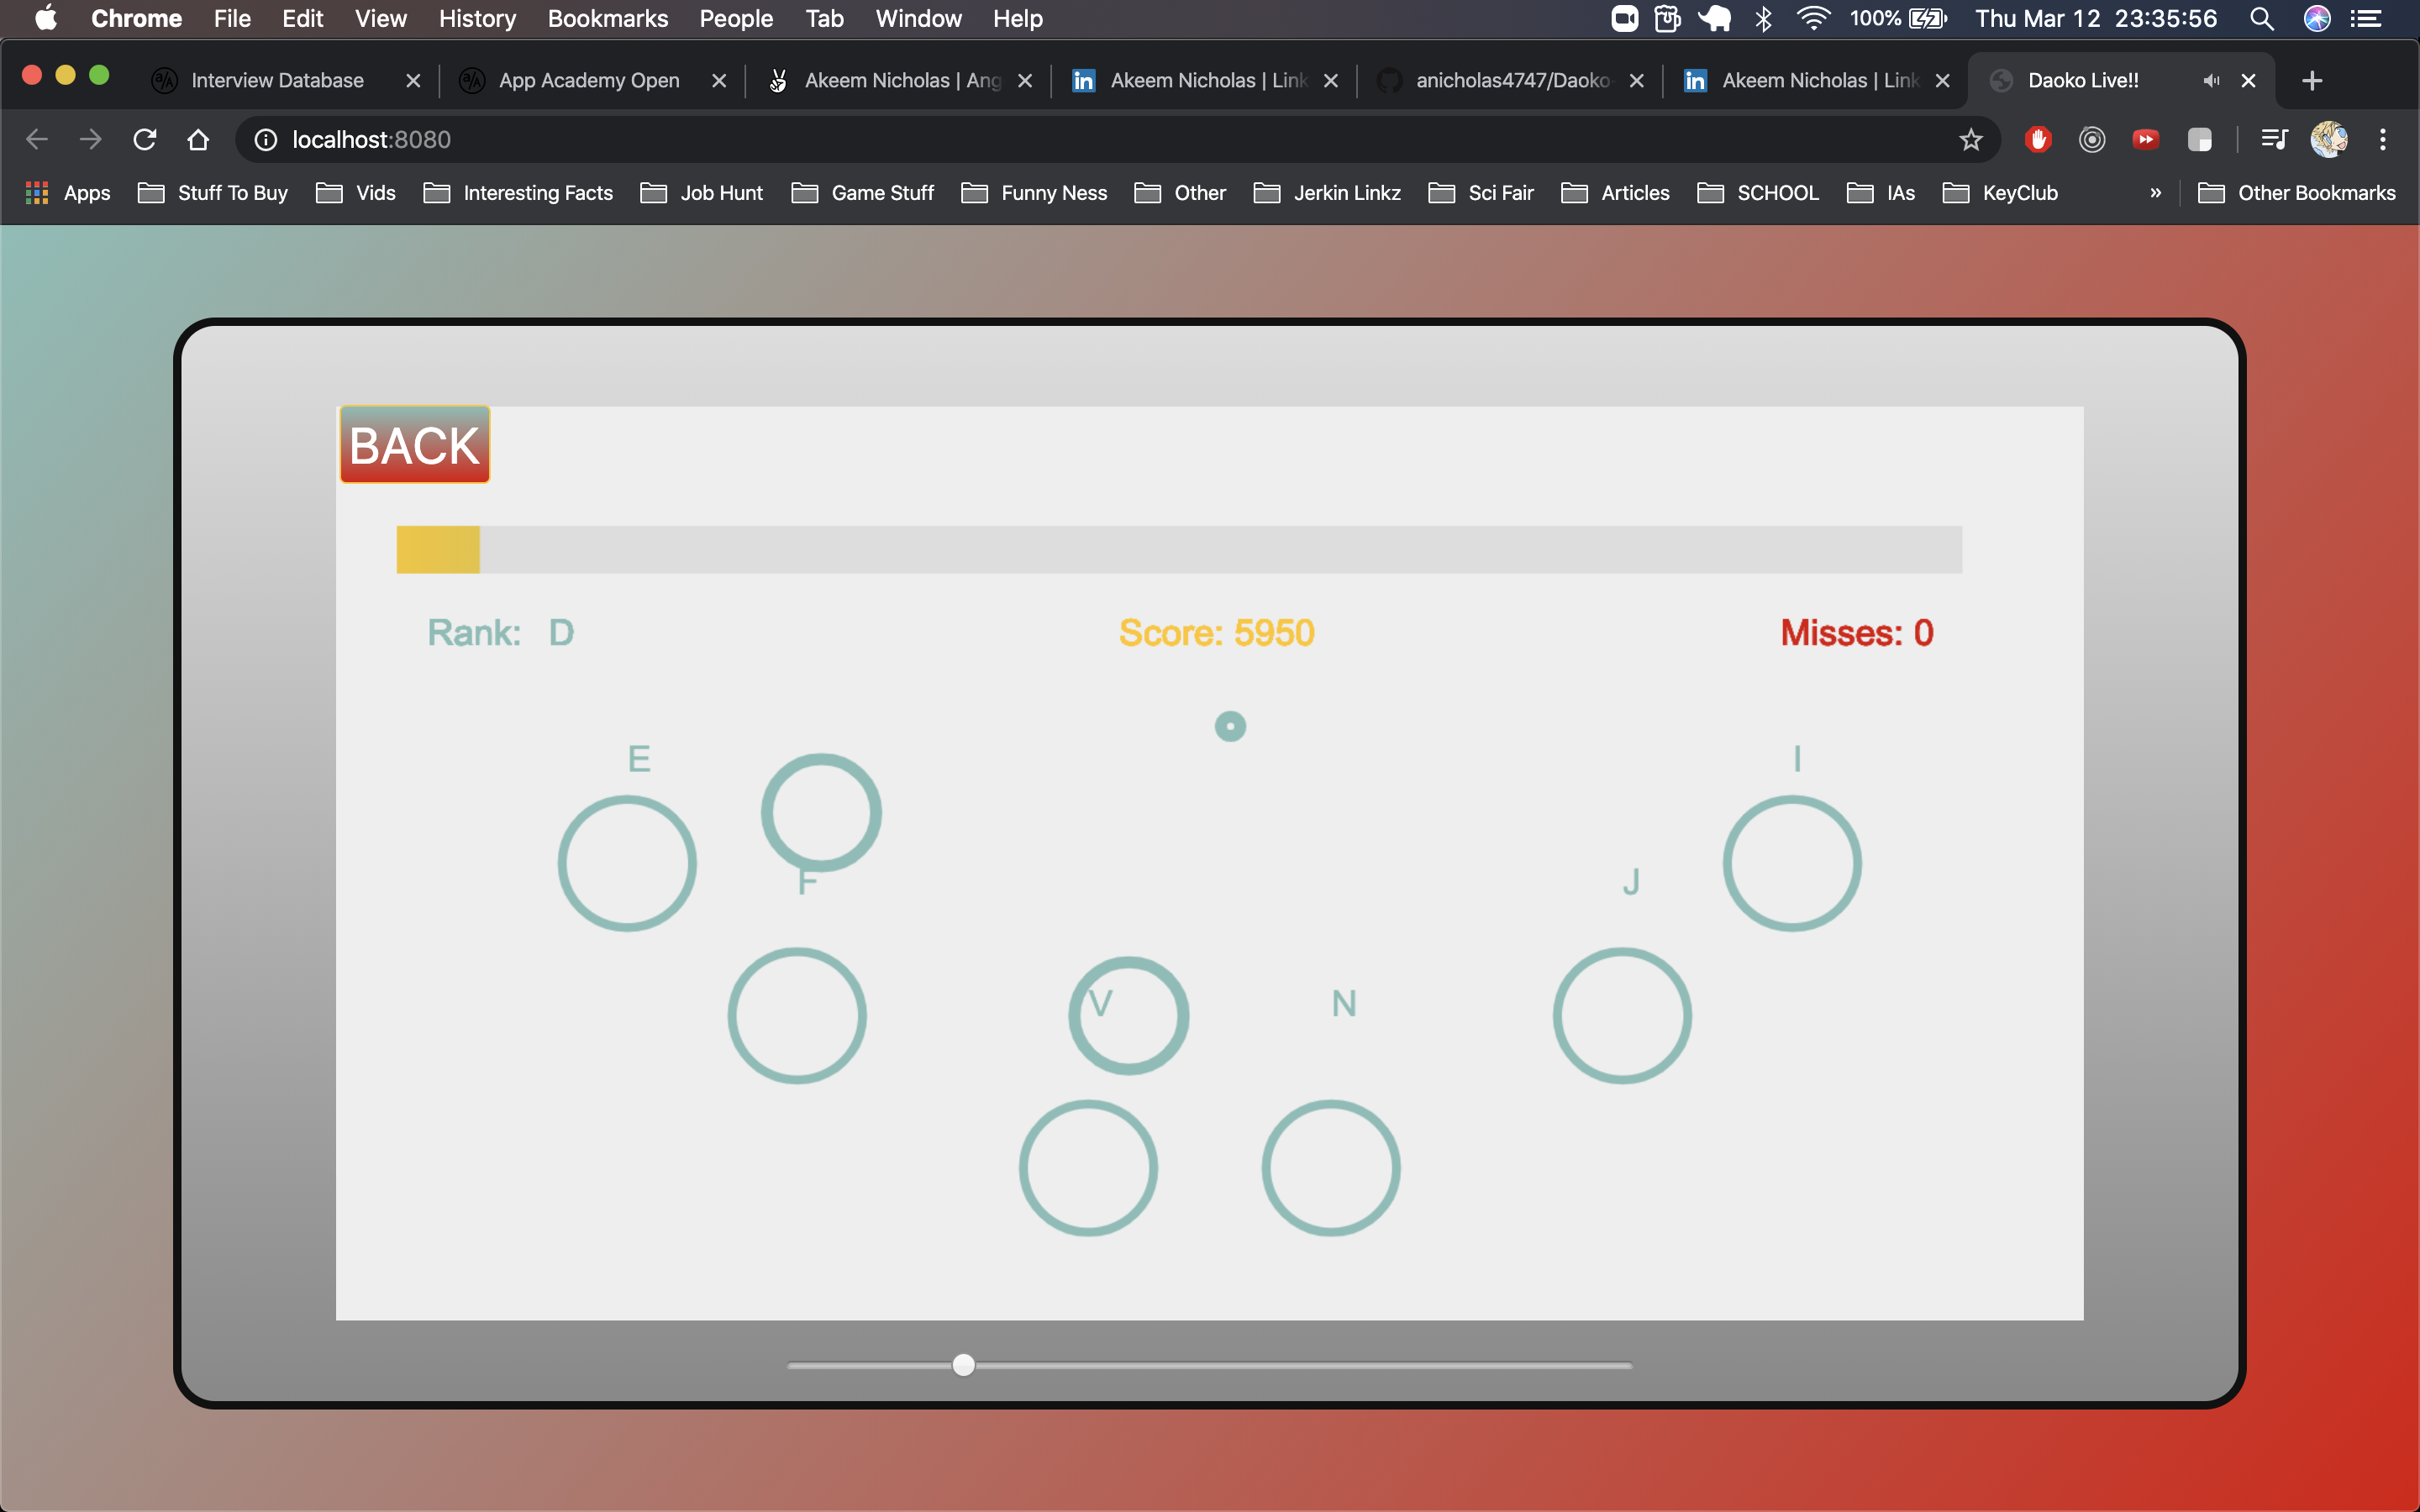 Chrome File Edit View History Bookmarks People Tab Window Help 100% Thu Mar 12 23:35:56
Interview Database App Academy Open Akeem Nicholas | Ang Akeem Nicholas | Link anicholas4747/Daoko- Akeem Nicholas | Link Daoko Live!!
localhost:8080
Apps Stuff To Buy Vids Interesting Facts Job Hunt Game Stuff Funny Ness Other Jerkin Linkz Sci Fair Articles SCHOOL IAs KeyClub » Other Bookmarks
BACK
Rank: D Score: 5950 Misses: 0
E I
F J
V N